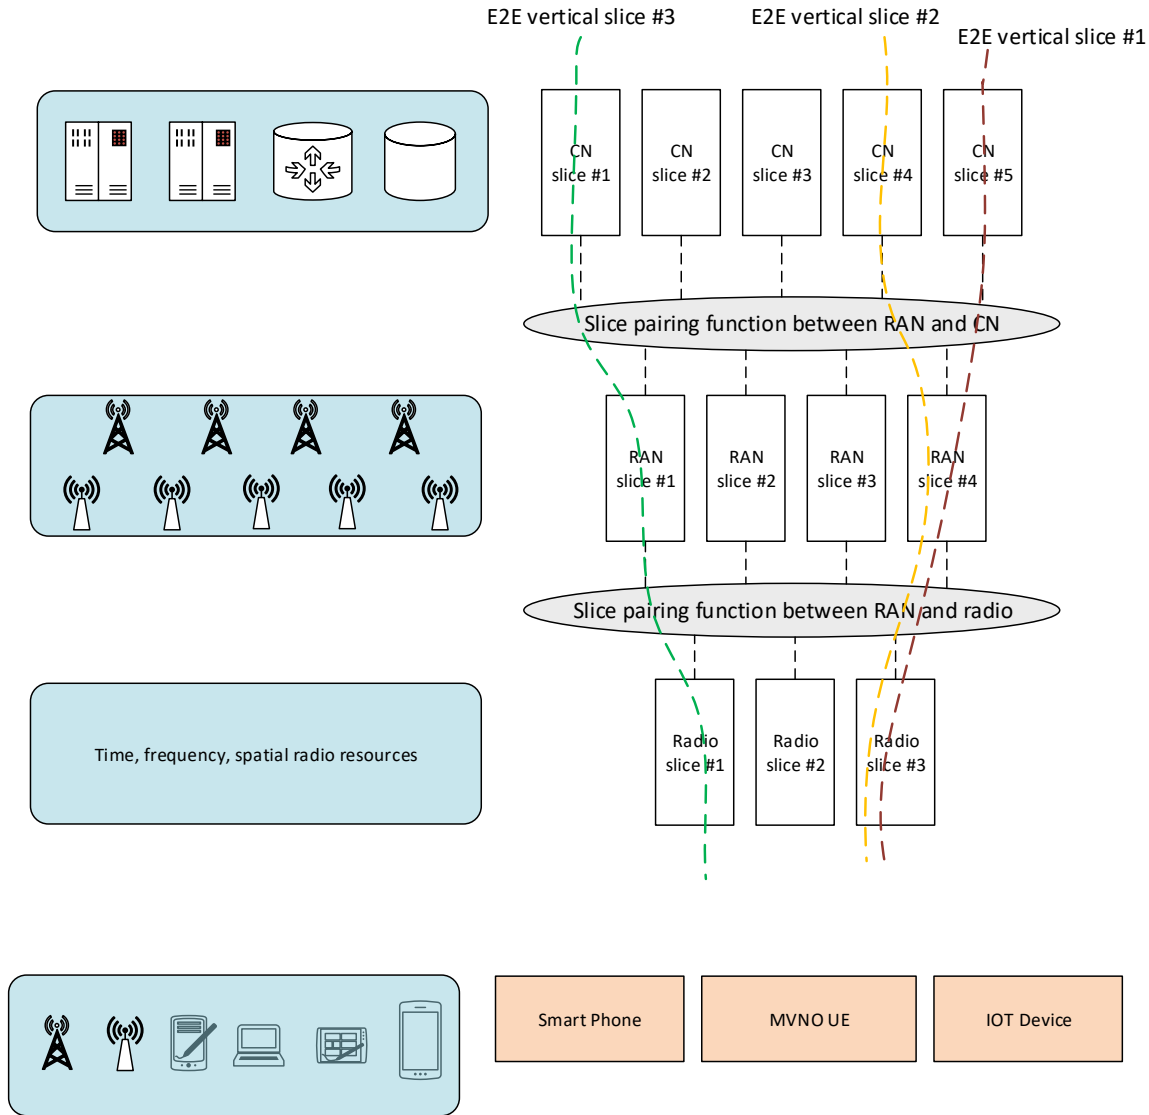 E2E vertical slice #3
E2E vertical slice #2
E2E vertical slice #1
CN
slice #1
CN
slice #2
CN
slice #3
CN
slice #4
CN
slice #5
Slice pairing function between RAN and CN
RAN
slice #1
RAN
slice #2
RAN
slice #3
RAN
slice #4
Slice pairing function between RAN and radio
Time, frequency, spatial radio resources
Radio
slice #1
Radio
slice #2
Radio
slice #3
Smart Phone
MVNO UE
IOT Device